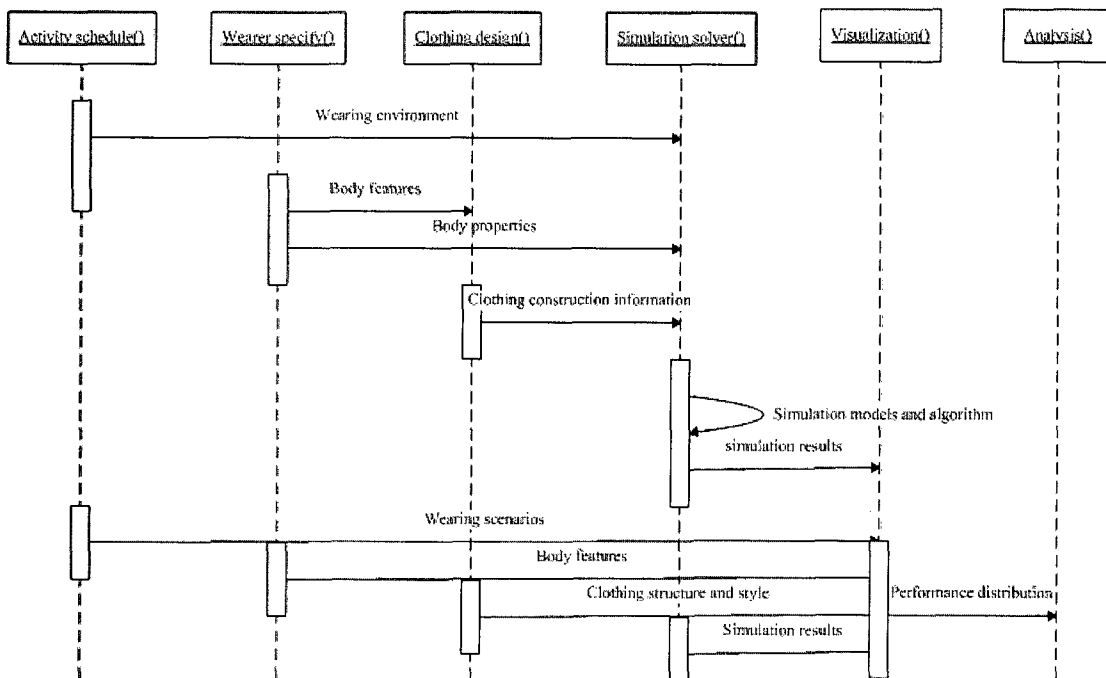 Activity schedule()
Wearer specify()
Clothing design()
Simulation solver()
Visualization()
Analysis()
Wearing environment
Body features
Body properties
Clothing construction information
Simulation models and algorithm
simulation results
Wearing scenarios
Body features
Clothing structure and style
Performance distribution
Simulation results